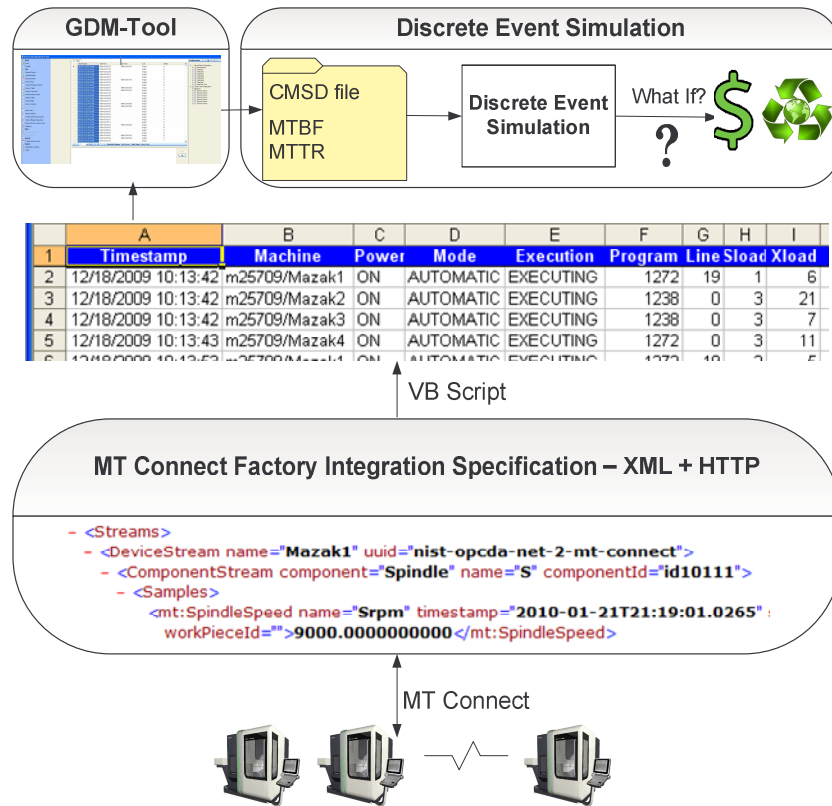 GDM-Tool
Discrete Event Simulation
CMSD file
MTBF
MTTR
Discrete Event
Simulation
What If?
?
$
A B C D E F G H I
1 Timestamp Machine Power Mode Execution Program Line Sload Xload
2 12/18/2009 10:13:42 m25709/Mazak1 ON AUTOMATIC EXECUTING 1272 19 1 6
3 12/18/2009 10:13:42 m25709/Mazak2 ON AUTOMATIC EXECUTING 1238 0 3 21
4 12/18/2009 10:13:42 m25709/Mazak3 ON AUTOMATIC EXECUTING 1238 0 3 7
5 12/18/2009 10:13:43 m25709/Mazak4 ON AUTOMATIC EXECUTING 1272 0 3 11
VB Script
MT Connect Factory Integration Specification – XML + HTTP
- <Streams>
- <DeviceStream name="Mazak1" uuid="nist-opcda-net-2-mt-connect">
- <ComponentStream component="Spindle" name="S" componentId="id10111">
- <Samples>
<mt:SpindleSpeed name="Srpm" timestamp="2010-01-21T21:19:01.0265"
workPieceId="">9000.0000000000</mt:SpindleSpeed>
MT Connect